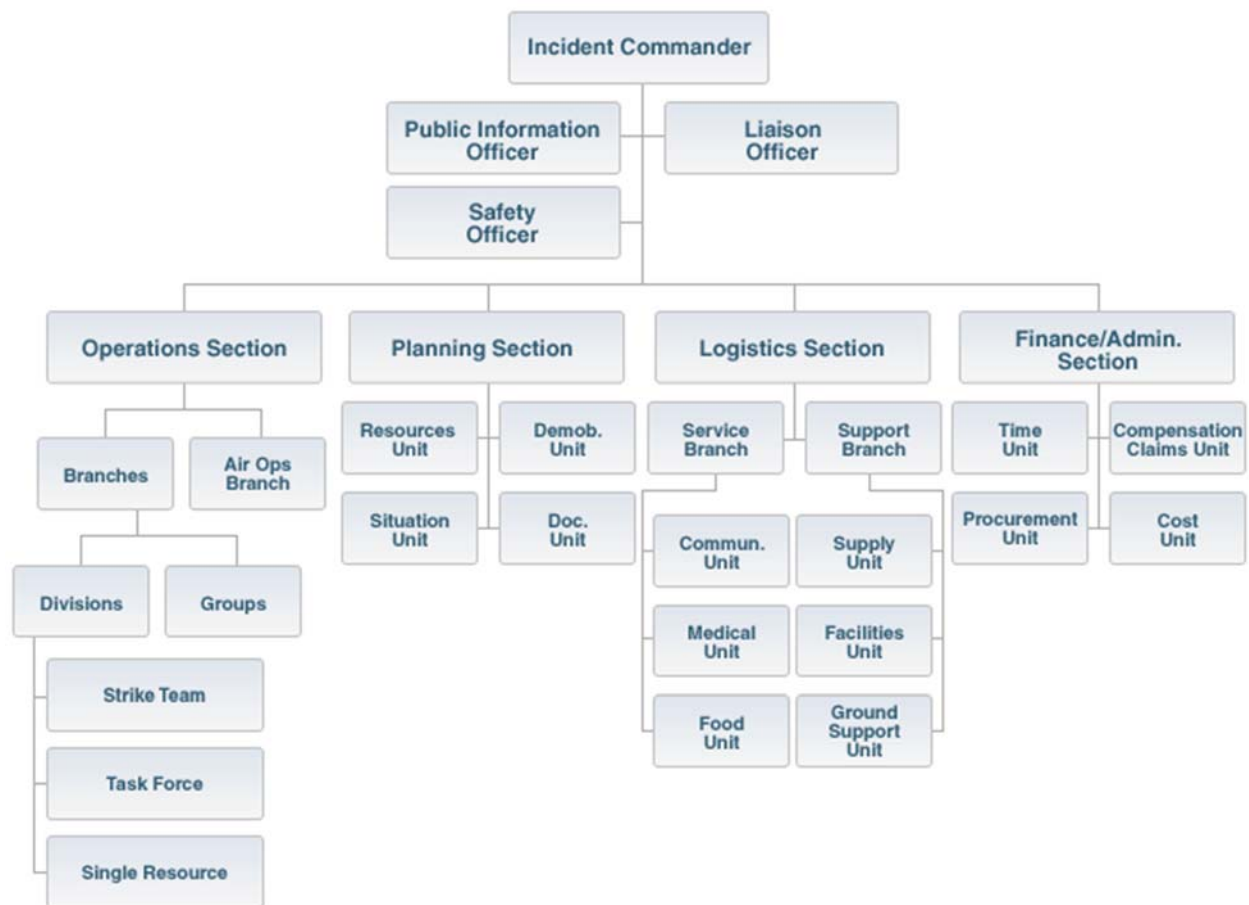 Incident Commander
Public Information
Officer
Liaison
Officer
Safety
Officer
Operations Section
Planning Section
Logistics Section
Finance/Admin.
Section
Resources
Unit
Demob.
Unit
Service
Branch
Support
Branch
Time
Unit
Compensation
Claims Unit
Branches
Air Ops
Branch
Situation
Unit
Doc.
Unit
Procurement
Unit
Cost
Unit
Commun.
Unit
Supply
Unit
Divisions
Groups
Medical
Unit
Facilities
Unit
Strike Team
Food
Unit
Ground
Support
Unit
Task Force
Single Resource